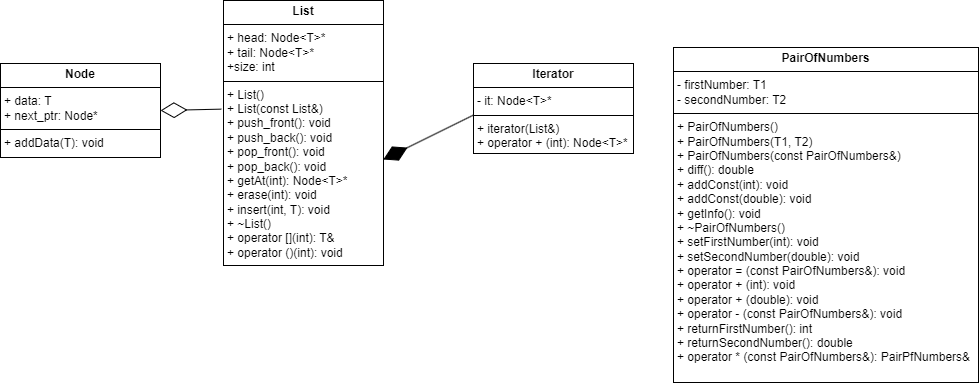 Node
+ data: T
+ next_ptr: Node*
+ addData(T): void
List
+ head: Node<T>*
+ tail: Node<T>*
+size: int
+ List()
+ List(const List&)
+ push_front(): void
+ push_back(): void
+ pop_front(): void
+ pop_back(): void
+ getAt(int): Node<T>*
+ erase(int): void
+ insert(int, T): void
+ ~List()
+ operator [](int): T&
+ operator ()(int): void
Iterator
- it: Node<T>*
+ iterator(List&)
+ operator + (int): Node<T>*
PairOfNumbers
- firstNumber: T1
- secondNumber: T2
+ PairOfNumbers()
+ PairOfNumbers(T1, T2)
+ PairOfNumbers(const PairOfNumbers&)
+ diff(): double
+ addConst(int): void
+ addConst(double): void
+ getInfo(): void
+ ~PairOfNumbers()
+ setFirstNumber(int): void
+ setSecondNumber(double): void
+ operator = (const PairOfNumbers&): void
+ operator + (int): void
+ operator + (double): void
+ operator - (const PairOfNumbers&): void
+ returnFirstNumber(): int
+ returnSecondNumber(): double
+ operator * (const PairOfNumbers&): PairPfNumbers&